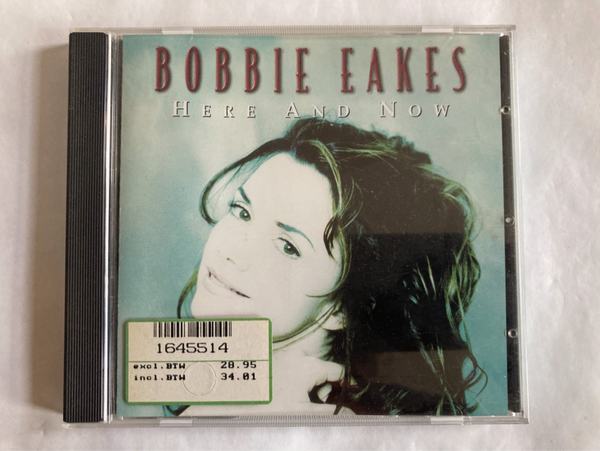 BOBBIE EAKES
HERE AND NOW
1645514
excl.BTW 28.95
incl.BTW 34.01